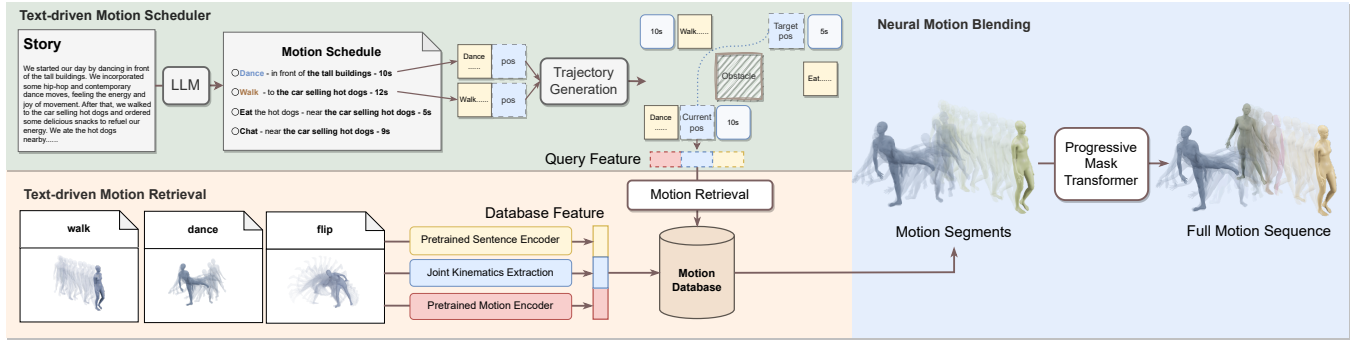 Text-driven Motion Scheduler
Story
We started our day by dancing in front
of the tall buildings. We incorporated
some hip-hop and contemporary
dance moves, feeling the energy and
joy of movement. After that, we walked
to the car selling hot dogs and ordered
some delicious snacks to refuel our
energy. We ate the hot dogs
nearby......
LLM
Motion Schedule
Dance - in front of the tall buildings - 10s
Walk - to the car selling hot dogs - 12s
Eat the hot dogs - near the car selling hot dogs - 5s
Chat - near the car selling hot dogs - 9s
Dance
......
pos
Walk......
pos
Trajectory
Generation
10s
Walk......
Target
pos
5s
Obstacle
Eat......
Dance
......
Current
pos
10s
Query Feature
Text-driven Motion Retrieval
walk
dance
flip
Database Feature
Pretrained Sentence Encoder
Joint Kinematics Extraction
Pretrained Motion Encoder
Motion Retrieval
Motion
Database
Neural Motion Blending
Motion Segments
Progressive
Mask
Transformer
Full Motion Sequence